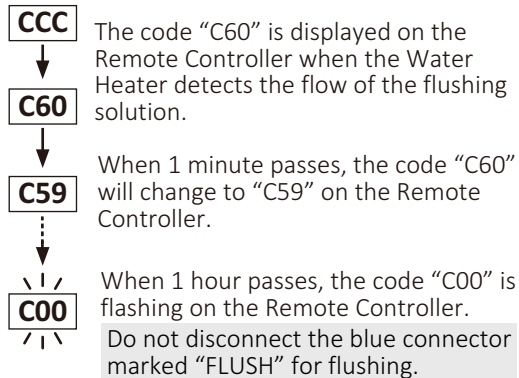 CCC
The code “C60” is displayed on the
Remote Controller when the Water
Heater detects the flow of the flushing
solution.
C60
When 1 minute passes, the code “C60”
will change to “C59” on the Remote
Controller.
C59
When 1 hour passes, the code “C00” is
flashing on the Remote Controller.
C00
Do not disconnect the blue connector
marked “FLUSH” for flushing.